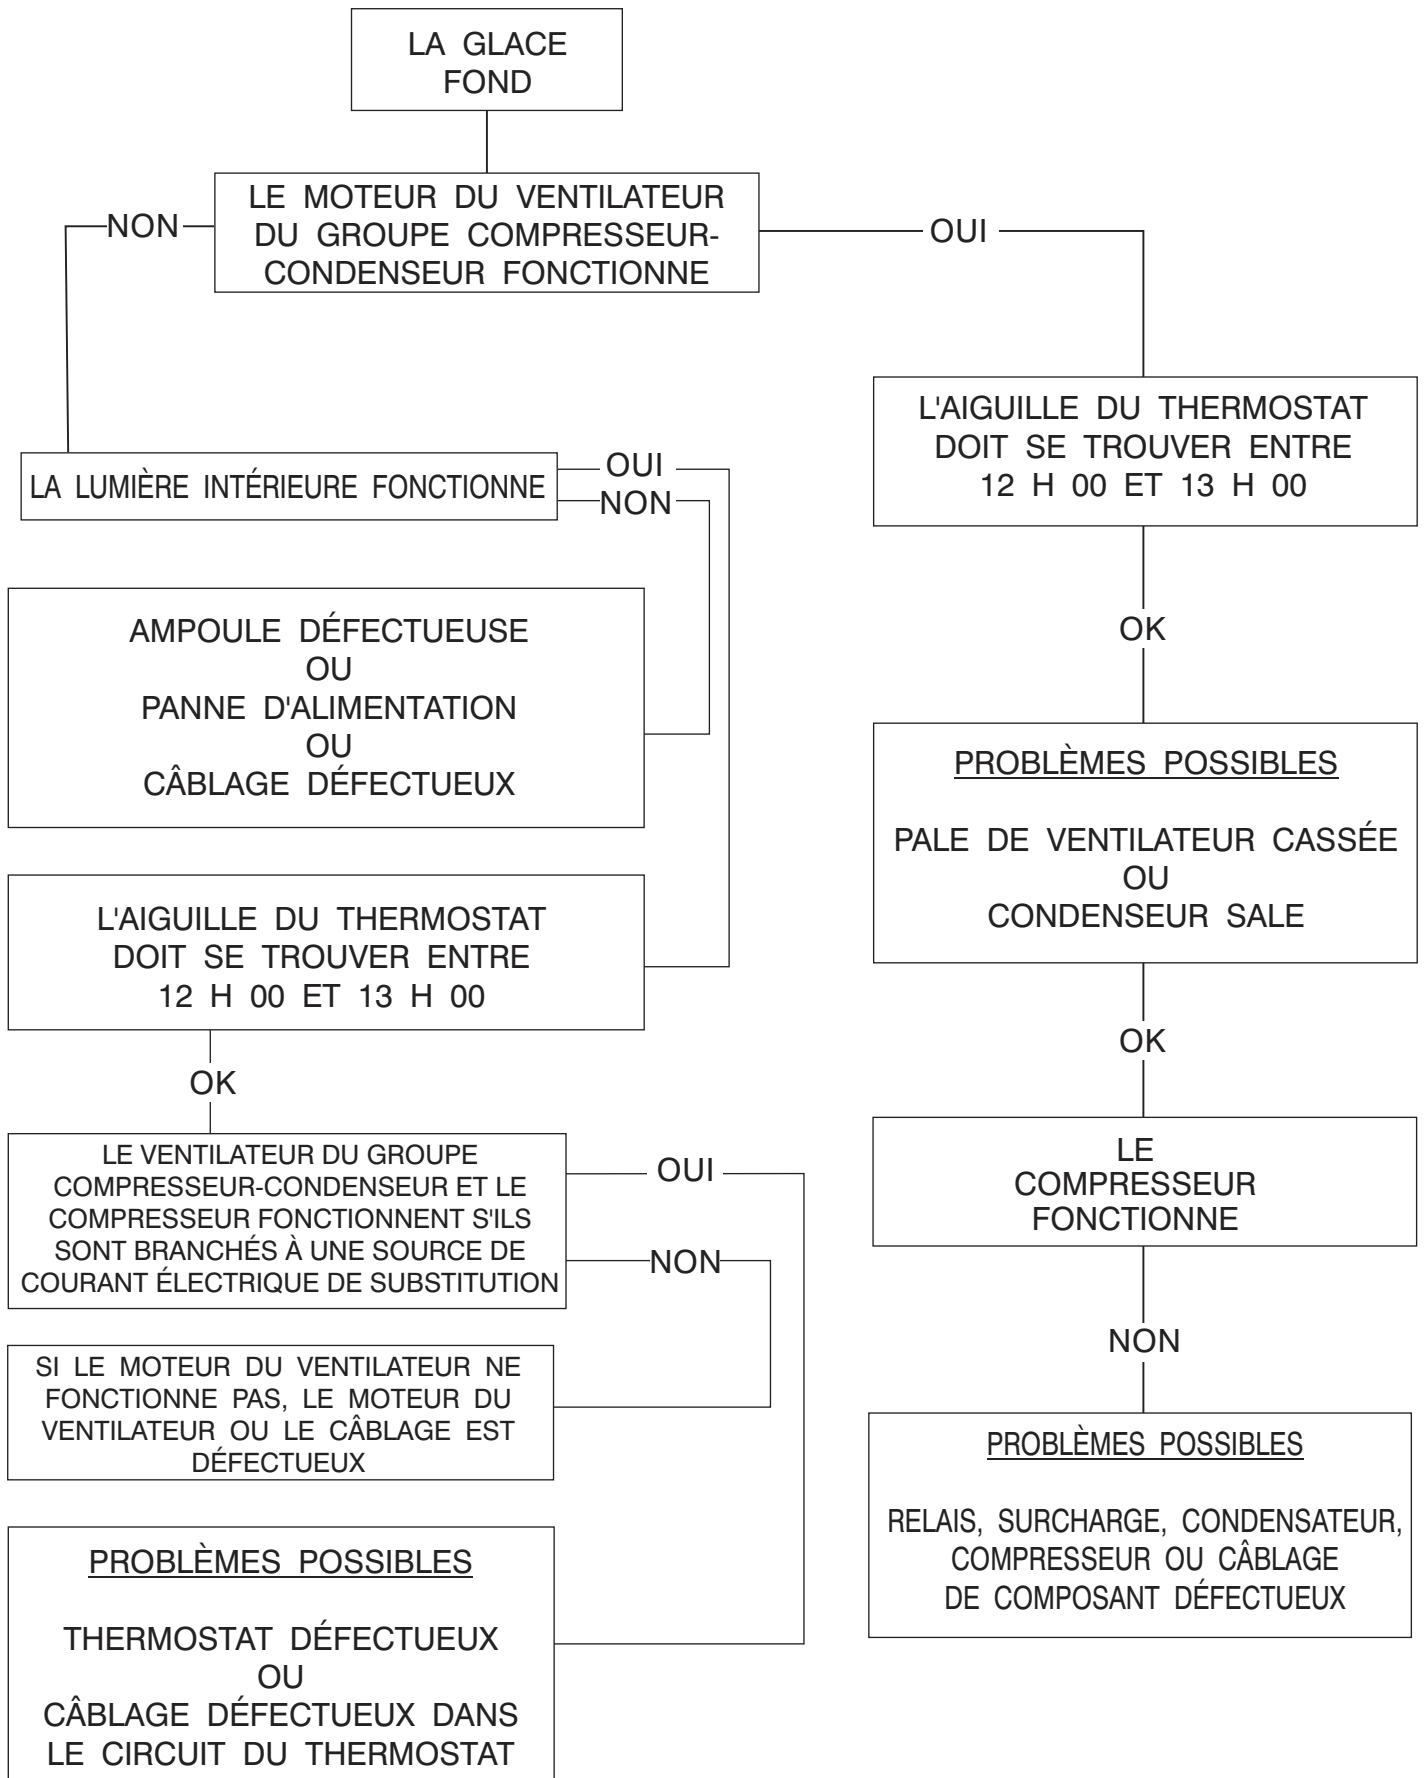 LA GLACE
FOND
LE MOTEUR DU VENTILATEUR
DU GROUPE COMPRESSEUR-
CONDENSEUR FONCTIONNE
NON
OUI
LA LUMIÈRE INTÉRIEURE FONCTIONNE
OUI
NON
AMPOULE DÉFECTUEUSE
OU
PANNE D'ALIMENTATION
OU
CÂBLAGE DÉFECTUEUX
L'AIGUILLE DU THERMOSTAT
DOIT SE TROUVER ENTRE
12 H 00 ET 13 H 00
OK
LE VENTILATEUR DU GROUPE
COMPRESSEUR-CONDENSEUR ET LE
COMPRESSEUR FONCTIONNENT S'ILS
SONT BRANCHÉS À UNE SOURCE DE
COURANT ÉLECTRIQUE DE SUBSTITUTION
OUI
NON
SI LE MOTEUR DU VENTILATEUR NE
FONCTIONNE PAS, LE MOTEUR DU
VENTILATEUR OU LE CÂBLAGE EST
DÉFECTUEUX
PROBLÈMES POSSIBLES
THERMOSTAT DÉFECTUEUX
OU
CÂBLAGE DÉFECTUEUX DANS
LE CIRCUIT DU THERMOSTAT
L'AIGUILLE DU THERMOSTAT
DOIT SE TROUVER ENTRE
12 H 00 ET 13 H 00
OK
PROBLÈMES POSSIBLES
PALE DE VENTILATEUR CASSÉE
OU
CONDENSEUR SALE
OK
LE
COMPRESSEUR
FONCTIONNE
NON
PROBLÈMES POSSIBLES
RELAIS, SURCHARGE, CONDENSATEUR,
COMPRESSEUR OU CÂBLAGE
DE COMPOSANT DÉFECTUEUX